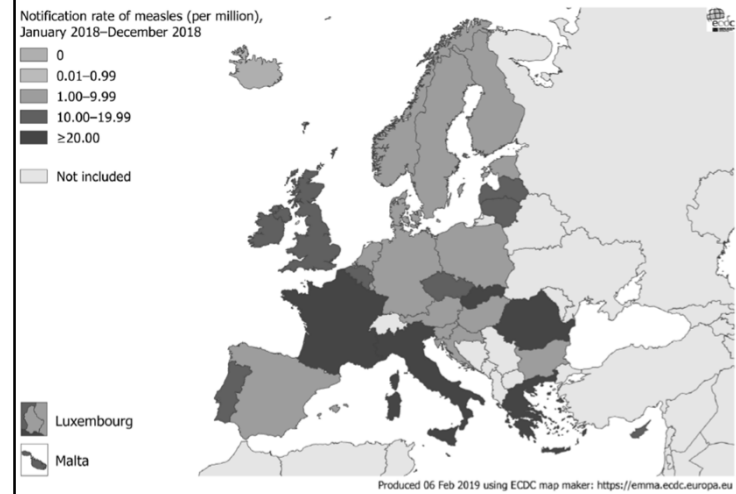 Notification rate of measles (per million),
January 2018–December 2018
0
0.01–0.99
1.00–9.99
10.00–19.99
≥20.00
Not included
ecdc
Luxembourg
Malta
Produced 06 Feb 2019 using ECDC map maker: https://emma.ecdc.europa.eu